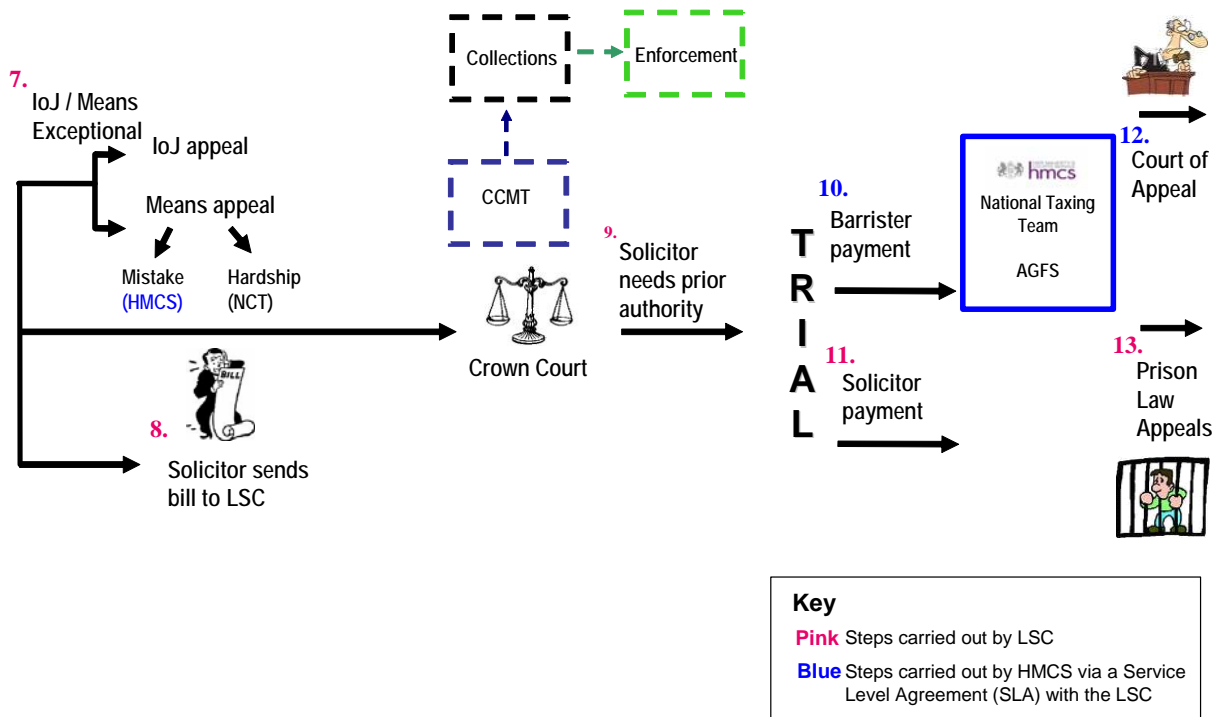 7.
IoJ / Means
Exceptional
IoJ appeal
Means appeal
Mistake
(HMCS)
Hardship
(NCT)
8.
BILL
Solicitor sends
bill to LSC
Collections
Enforcement
CCMT
Crown Court
9.
Solicitor
needs prior
authority
T
R
I
A
L
10.
Barrister
payment
11.
Solicitor
payment
hmcs
National Taxing
Team
AGFS
12.
Court of
Appeal
13.
Prison
Law
Appeals
Key
Pink Steps carried out by LSC
Blue Steps carried out by HMCS via a Service
Level Agreement (SLA) with the LSC